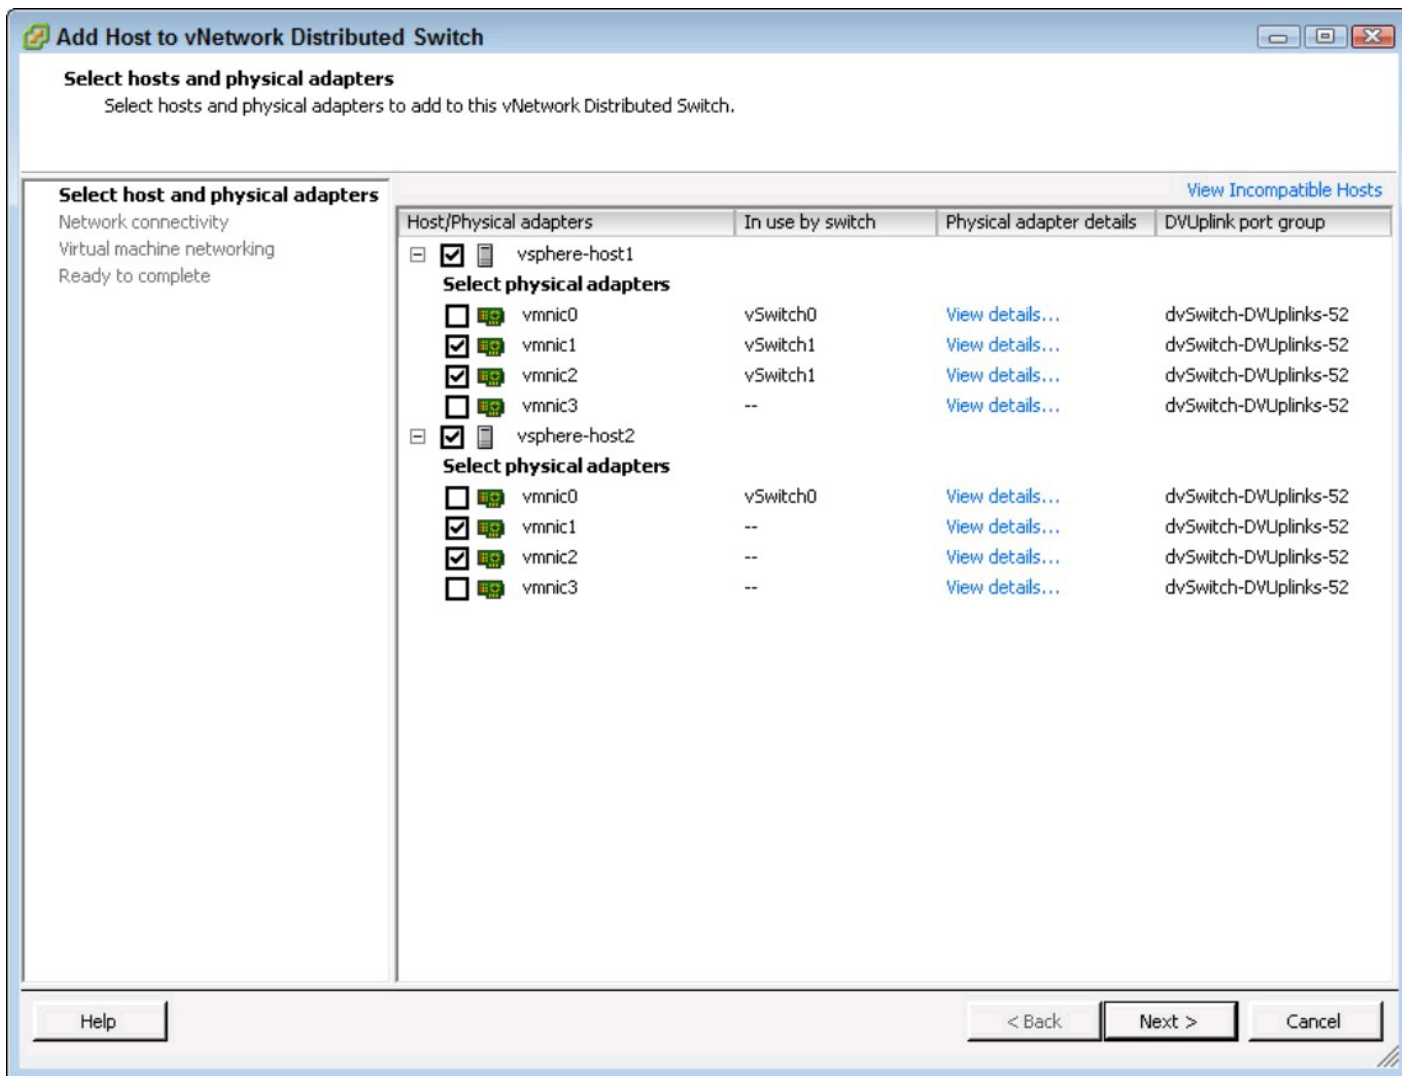 Add Host to vNetwork Distributed Switch
Select hosts and physical adapters
Select hosts and physical adapters to add to this vNetwork Distributed Switch.
Select host and physical adapters
Network connectivity
Virtual machine networking
Ready to complete
View Incompatible Hosts
Host/Physical adapters In use by switch Physical adapter details DVUplink port group
vsphere-host1
Select physical adapters
vmnic0 vSwitch0 View details... dvSwitch-DVUplinks-52
vmnic1 vSwitch1 View details... dvSwitch-DVUplinks-52
vmnic2 vSwitch1 View details... dvSwitch-DVUplinks-52
vmnic3 -- View details... dvSwitch-DVUplinks-52
vsphere-host2
Select physical adapters
vmnic0 vSwitch0 View details... dvSwitch-DVUplinks-52
vmnic1 -- View details... dvSwitch-DVUplinks-52
vmnic2 -- View details... dvSwitch-DVUplinks-52
vmnic3 -- View details... dvSwitch-DVUplinks-52
Help < Back Next > Cancel